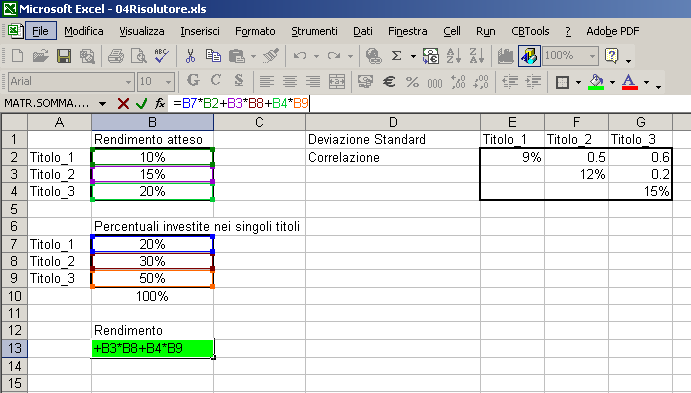 Microsoft Excel - 04Risolutore.xls
File Modifica Visualizza Inserisci Formato Strumenti Dati Finestra Cell Run CBTools ? Adobe PDF
100%
Arial 10 G C S € % 000
MATR.SOMMA.... =B7*B2+B3*B8+B4*B9
A B C D E F G
1 Rendimento atteso Deviazione Standard Titolo_1 Titolo_2 Titolo_3
2 Titolo_1 10% Correlazione 9% 0.5 0.6
3 Titolo_2 15% 12% 0.2
4 Titolo_3 20% 15%
5
6 Percentuali investite nei singoli titoli
7 Titolo_1 20%
8 Titolo_2 30%
9 Titolo_3 50%
10 100%
11
12 Rendimento
13 +B3*B8+B4*B9
14
15